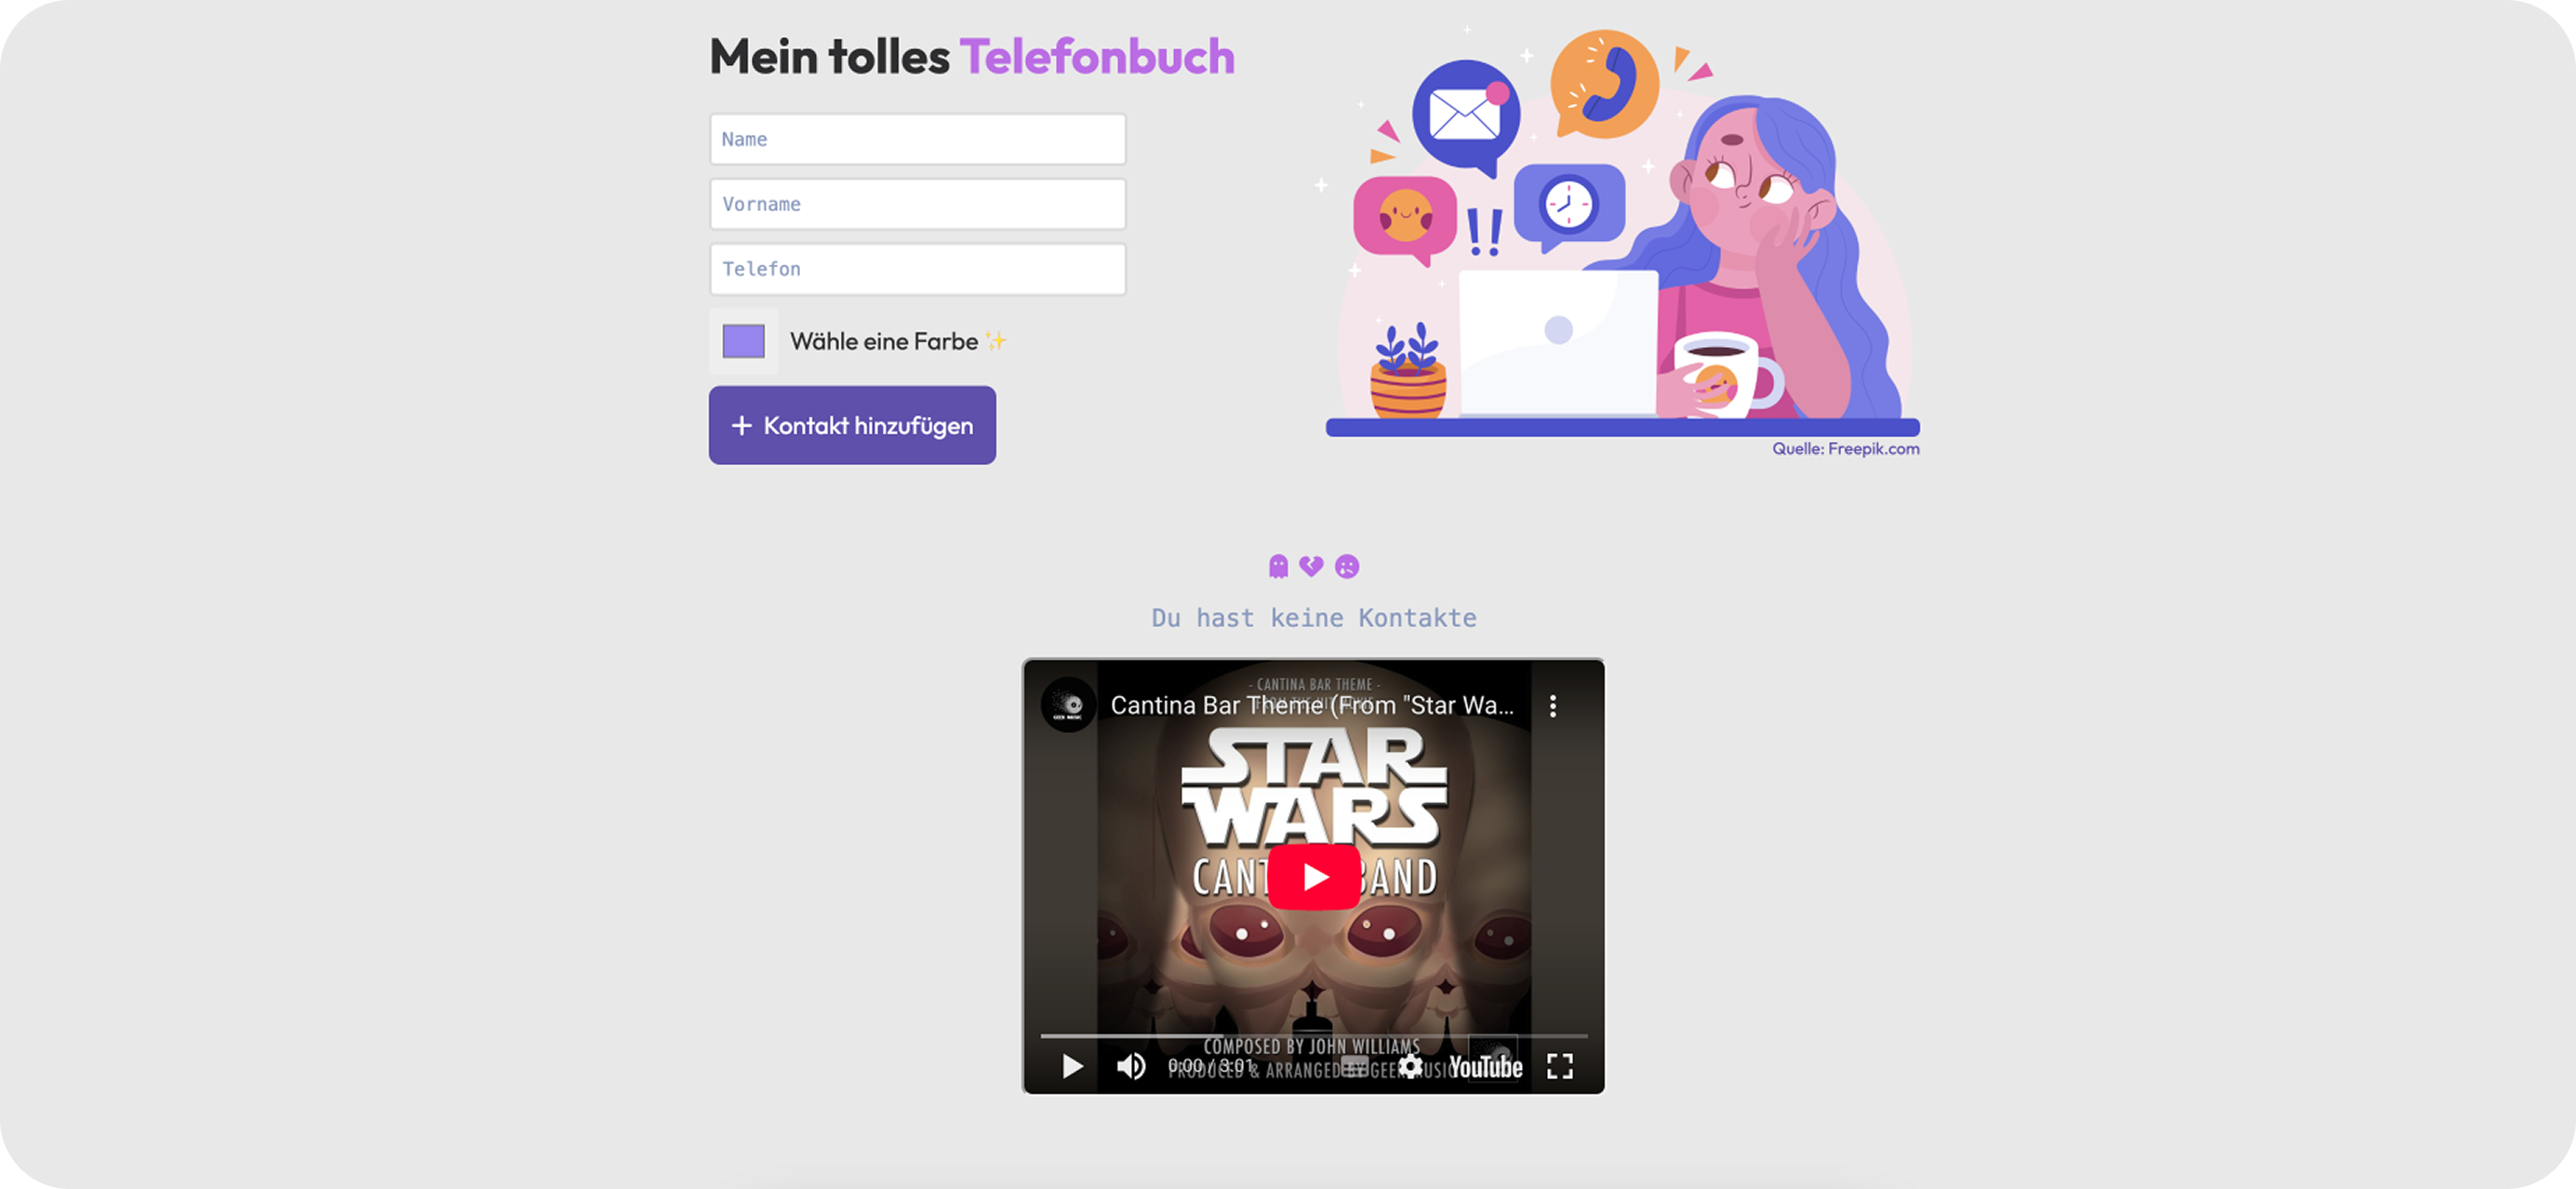 Mein tolles Telefonbuch
Name
Vorname
Telefon
Wähle eine Farbe ✨
+ Kontakt hinzufügen
Quelle: Freepik.com
Du hast keine Kontakte
- CANTINA BAR THEME -
Cantina Bar Theme (From "Star Wa...
STAR
WARS
BAND
COMPOSED BY JOHN WILLIAMS
0:00 / 3:01
PRODUCED & ARRANGED BY GEEK MUSIC
YouTube